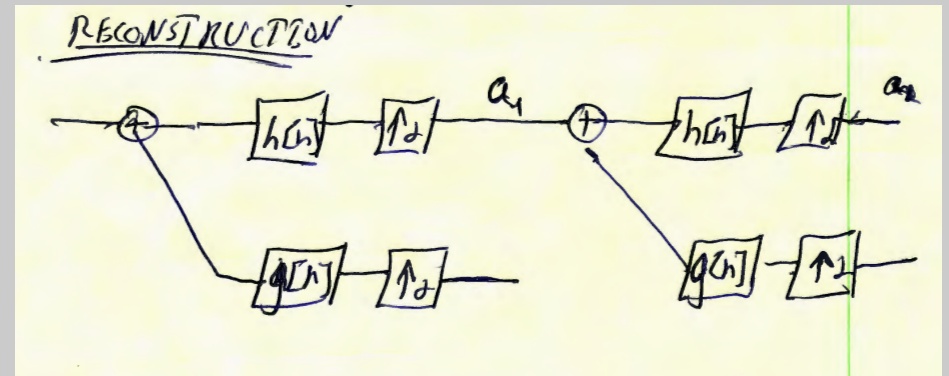 RECONSTRUCTION
+ h[n] ↑2 a₁ + h[n] ↑2
g[n] ↑2 g[n] ↑2